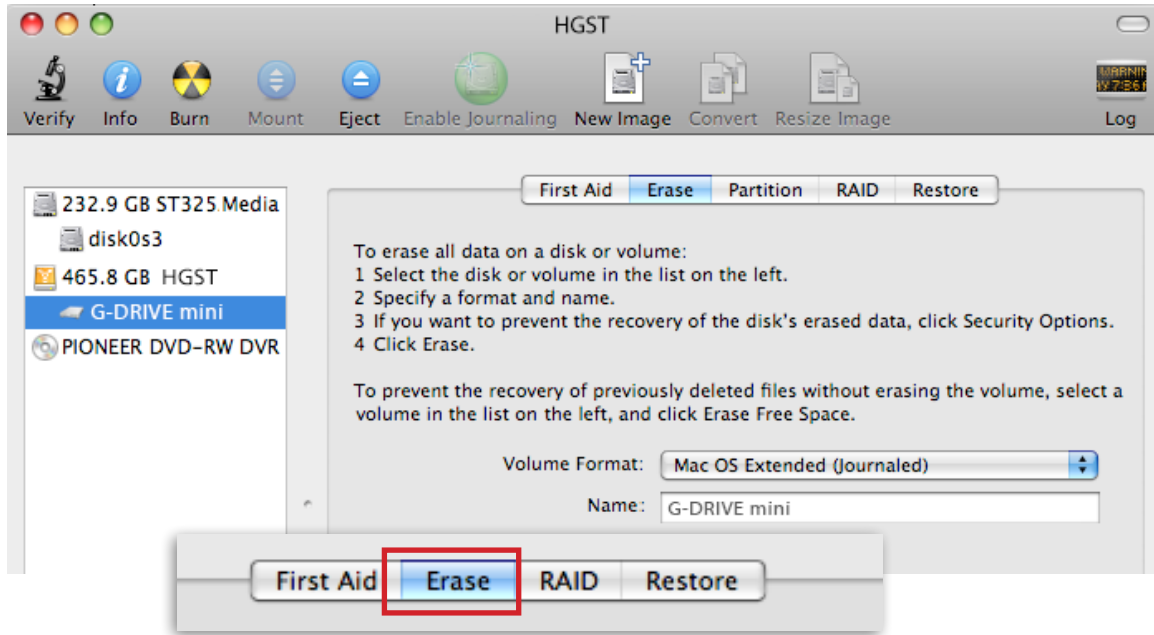 HGST
Verify Info Burn Mount Eject Enable Journaling New Image Convert Resize Image Log
First Aid Erase Partition RAID Restore
232.9 GB ST325.Media
disk0s3
465.8 GB HGST
G-DRIVE mini
PIONEER DVD-RW DVR
To erase all data on a disk or volume:
1 Select the disk or volume in the list on the left.
2 Specify a format and name.
3 If you want to prevent the recovery of the disk's erased data, click Security Options.
4 Click Erase.
To prevent the recovery of previously deleted files without erasing the volume, select a
volume in the list on the left, and click Erase Free Space.
Volume Format: Mac OS Extended (Journaled)
Name: G-DRIVE mini
First Aid Erase RAID Restore